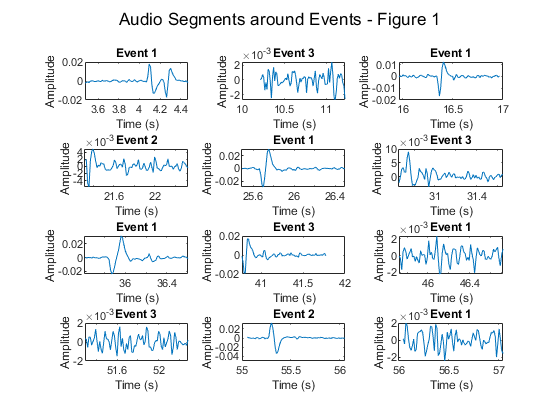 Audio Segments around Events - Figure 1
Event 1
Amplitude
0.02
0
-0.02
3.6 3.8 4 4.2 4.4
Time (s)
×10⁻³ Event 3
Amplitude
2
0
-2
10 10.5 11
Time (s)
Event 1
Amplitude
0.01
0
-0.01
-0.02
16 16.5 17
Time (s)
×10⁻³ Event 2
Amplitude
4
2
0
-2
-4
21.6 22
Time (s)
Event 1
Amplitude
0.02
0
-0.02
25.6 26 26.4
Time (s)
×10⁻³ Event 3
Amplitude
10
5
0
31 31.4
Time (s)
Event 1
Amplitude
0.02
0
-0.02
36 36.4
Time (s)
Event 3
Amplitude
0.02
0
-0.02
41 41.5 42
Time (s)
×10⁻³ Event 1
Amplitude
2
0
-2
46 46.4
Time (s)
×10⁻³ Event 3
Amplitude
2
0
-2
51.6 52
Time (s)
Event 2
Amplitude
0.02
0
-0.02
-0.04
55 55.5 56
Time (s)
×10⁻³ Event 1
Amplitude
2
0
-2
56 56.5 57
Time (s)